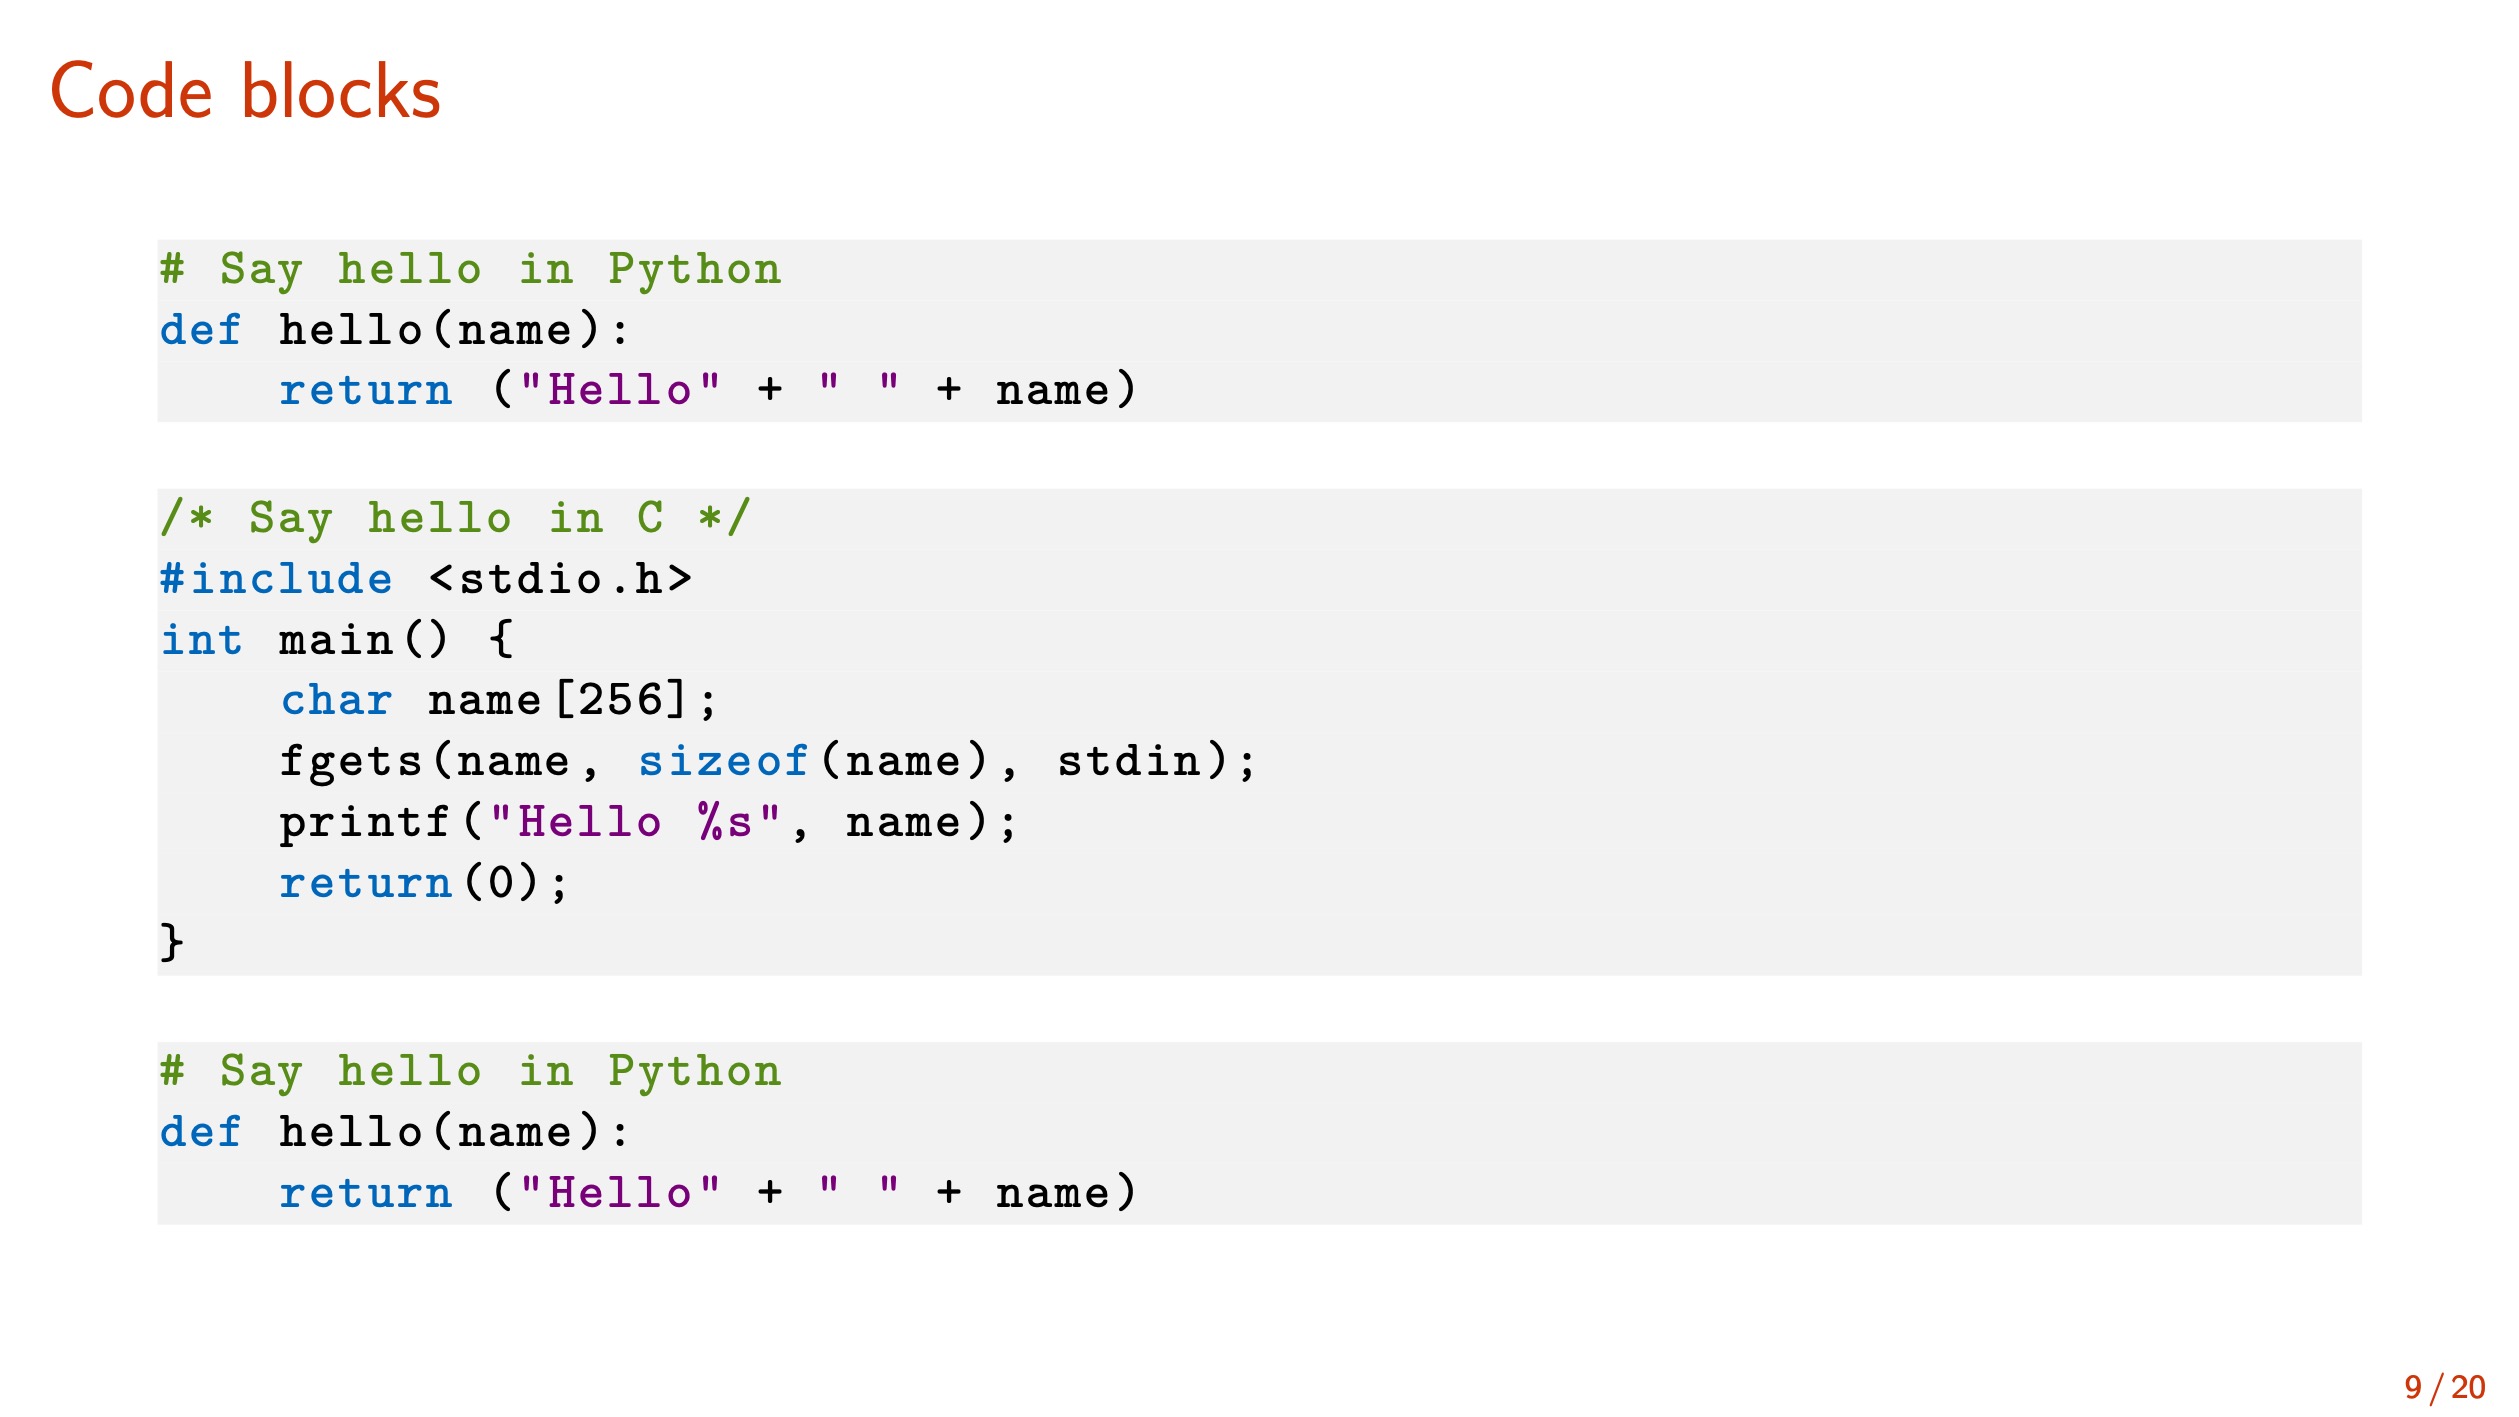 Code blocks
# Say hello in Python
def hello(name):
    return ("Hello" + " " + name)
/* Say hello in C */
#include <stdio.h>
int main() {
    char name[256];
    fgets(name, sizeof(name), stdin);
    printf("Hello %s", name);
    return(0);
}
# Say hello in Python
def hello(name):
    return ("Hello" + " " + name)
9/20